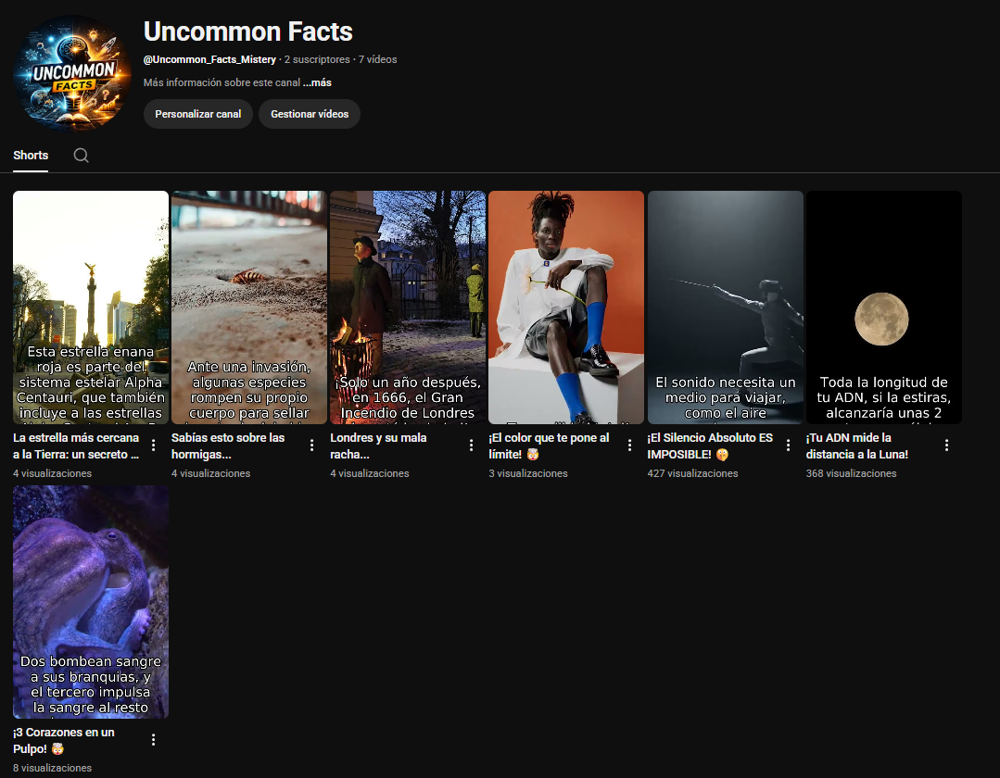 UNCOMMON
FACTS
Uncommon Facts
@Uncommon_Facts_Mistery · 2 suscriptores · 7 vídeos
Más información sobre este canal ...más
Personalizar canal
Gestionar vídeos
Shorts
Esta estrella enana
roja es parte del
sistema estelar Alpha
Centauri, que también
incluye a las estrellas
La estrella más cercana
a la Tierra: un secreto ...
4 visualizaciones
Ante una invasión,
algunas especies
rompen su propio
cuerpo para sellar
Sabías esto sobre las
hormigas...
4 visualizaciones
¡Solo un año después,
en 1666, el Gran
Incendio de Londres
Londres y su mala
racha...
4 visualizaciones
¡El color que te pone al
límite! 🤯
3 visualizaciones
El sonido necesita un
medio para viajar,
como el aire
¡El Silencio Absoluto ES
IMPOSIBLE! 🤫
427 visualizaciones
Toda la longitud de
tu ADN, si la estiras,
alcanzaría unas 2
¡Tu ADN mide la
distancia a la Luna!
368 visualizaciones
Dos bombean sangre
a sus branquias, y
el tercero impulsa
la sangre al resto
¡3 Corazones en un
Pulpo! 🤯
8 visualizaciones